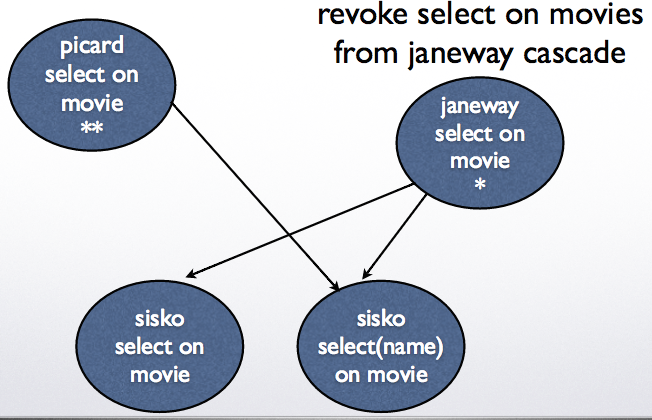 revoke select on movies
from janeway cascade
picard
select on
movie
**
janeway
select on
movie
*
sisko
select on
movie
sisko
select(name)
on movie